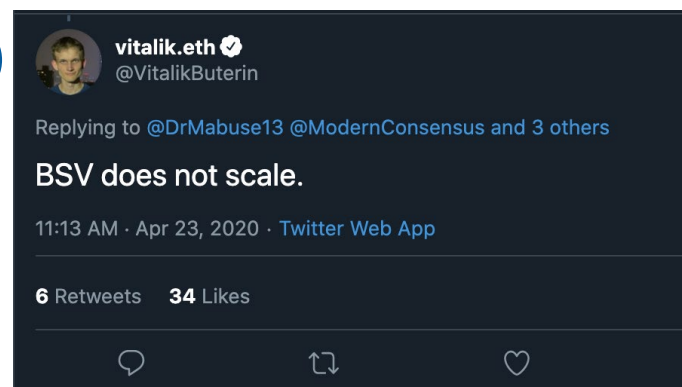 vitalik.eth
@VitalikButerin
Replying to @DrMabuse13 @ModernConsensus and 3 others
BSV does not scale.
11:13 AM · Apr 23, 2020 · Twitter Web App
6 Retweets 34 Likes